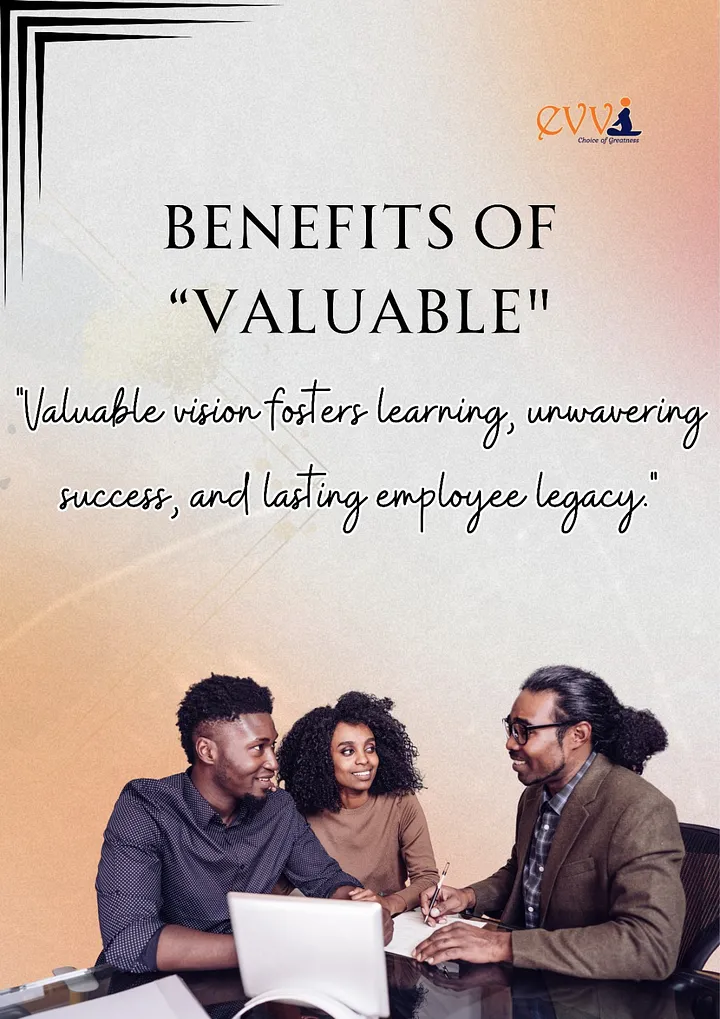 evvi
Choice of Greatness
BENEFITS OF
“VALUABLE"
"Valuable vision fosters learning, unwavering
success, and lasting employee legacy."